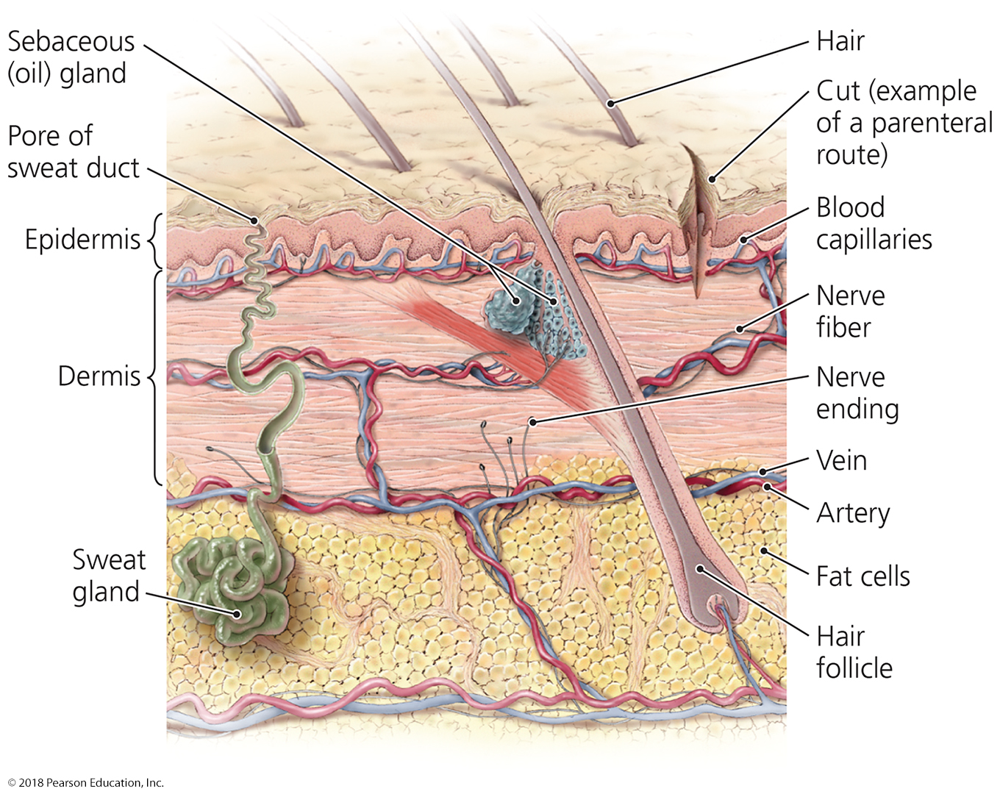 Sebaceous
(oil) gland
Pore of
sweat duct
Epidermis
Dermis
Sweat
gland
Hair
Cut (example
of a parenteral
route)
Blood
capillaries
Nerve
fiber
Nerve
ending
Vein
Artery
Fat cells
Hair
follicle
© 2018 Pearson Education, Inc.